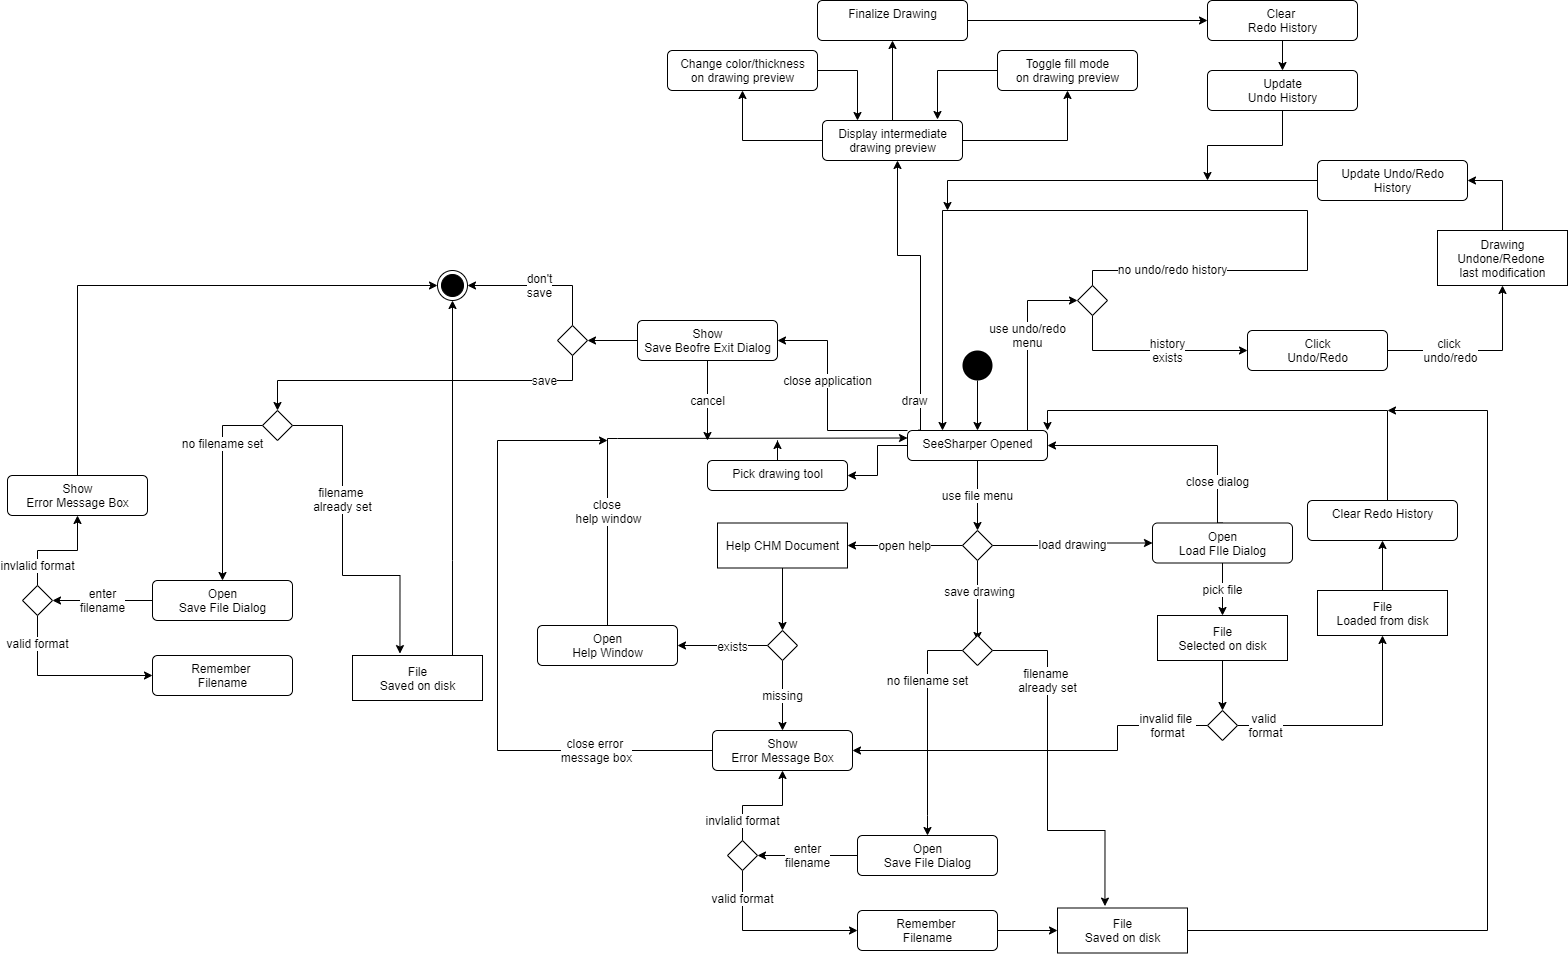 Finalize Drawing
Clear
Redo History
Change color/thickness
on drawing preview
Toggle fill mode
on drawing preview
Update
Undo History
Display intermediate
drawing preview
Update Undo/Redo
History
Drawing
Undone/Redone
last modification
no undo/redo history
don't
save
use undo/redo
menu
Show
Save Beofre Exit Dialog
history
exists
Click
Undo/Redo
click
undo/redo
save
close application
cancel
draw
no filename set
SeeSharper Opened
Pick drawing tool
Show
Error Message Box
filename
already set
close
help window
use file menu
close dialog
Clear Redo History
Help CHM Document
open help
load drawing
Open
Load FIle Dialog
invlalid format
enter
filename
Open
Save File Dialog
save drawing
pick file
File
Loaded from disk
valid format
Open
Help Window
exists
File
Selected on disk
Remember
Filename
File
Saved on disk
no filename set
filename
already set
missing
invalid file
format
valid
format
close error
message box
Show
Error Message Box
invlalid format
enter
filename
Open
Save File Dialog
valid format
Remember
Filename
File
Saved on disk